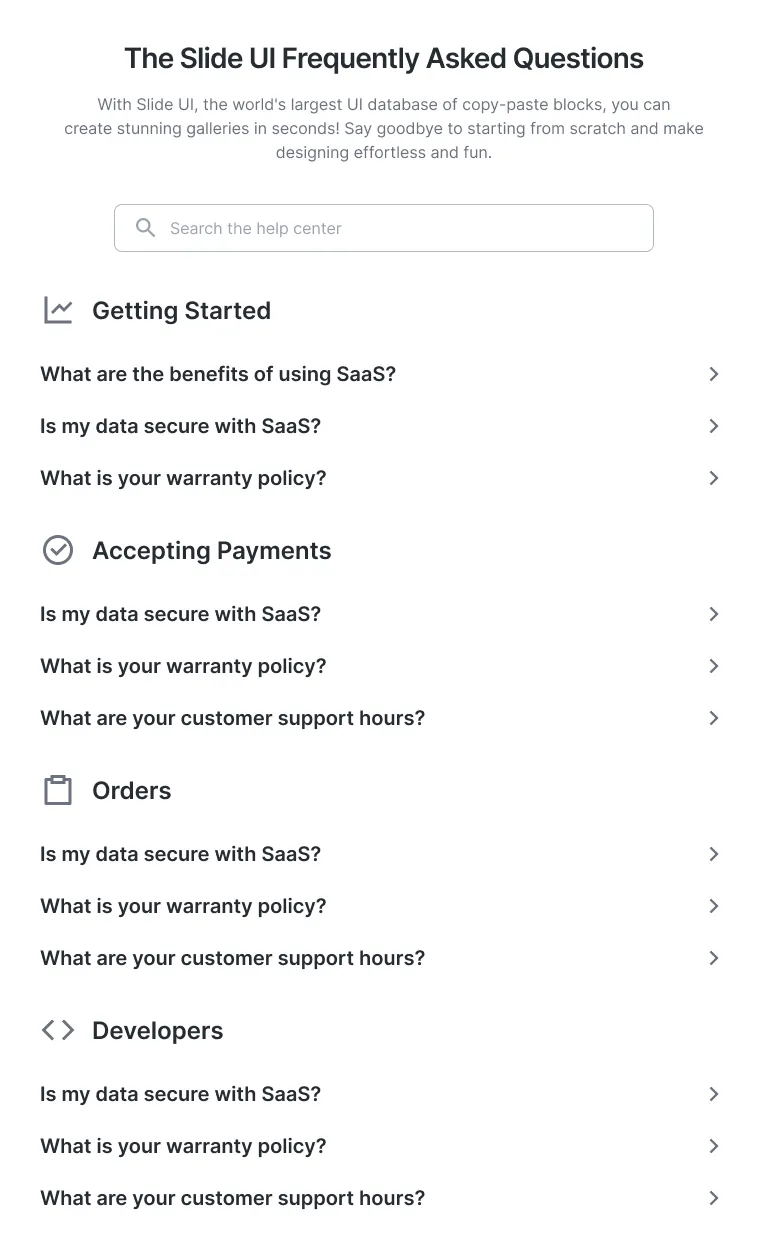 The Slide UI Frequently Asked Questions
With Slide UI, the world's largest UI database of copy-paste blocks, you can
create stunning galleries in seconds! Say goodbye to starting from scratch and make
designing effortless and fun.
Search the help center
Getting Started
What are the benefits of using SaaS?
Is my data secure with SaaS?
What is your warranty policy?
Accepting Payments
Is my data secure with SaaS?
What is your warranty policy?
What are your customer support hours?
Orders
Is my data secure with SaaS?
What is your warranty policy?
What are your customer support hours?
Developers
Is my data secure with SaaS?
What is your warranty policy?
What are your customer support hours?